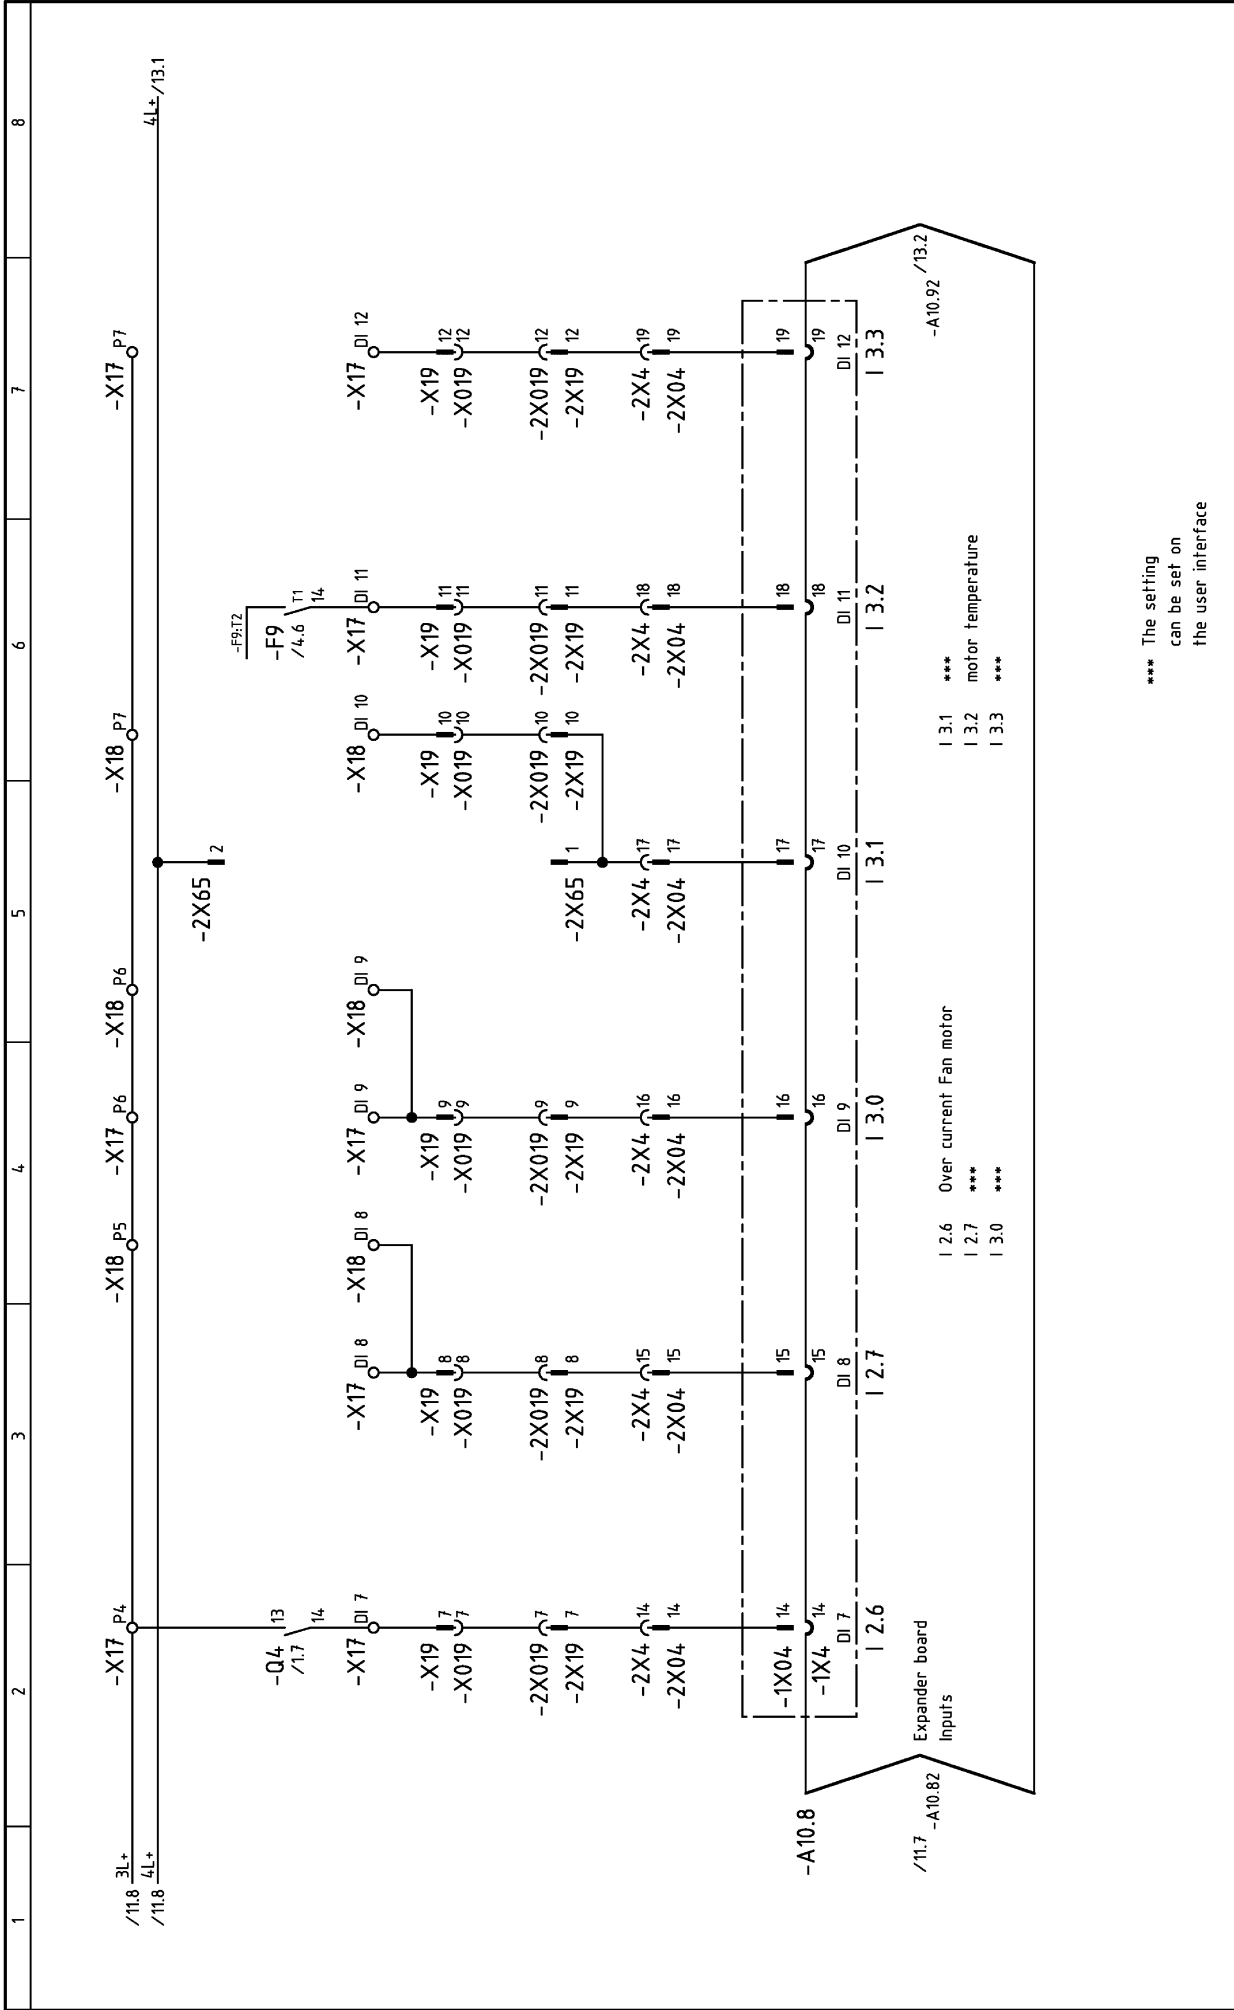 1
2
3
4
5
6
7
8
/11.8 3L+
/11.8 4L+
4L+ /13.1
-X17 P4
-X18 P5
-X17 P6
-X18 P6
-X18 P7
-X17 P7
-2X65 2
-Q4 13
/1.7 14
-F9:T2
-F9 T1
/4.6 14
-X17 DI 7
-X17 DI 8
-X18 DI 8
-X17 DI 9
-X18 DI 9
-X18 DI 10
-X17 DI 11
-X17 DI 12
-X19 7
-X019 7
-X19 8
-X019 8
-X19 9
-X019 9
-X19 10
-X019 10
-X19 11
-X019 11
-X19 12
-X019 12
-2X019 7
-2X19 7
-2X019 8
-2X19 8
-2X019 9
-2X19 9
-2X65 1
-2X019 10
-2X19 10
-2X019 11
-2X19 11
-2X019 12
-2X19 12
-2X4 14
-2X04 14
-2X4 15
-2X04 15
-2X4 16
-2X04 16
-2X4 17
-2X04 17
-2X4 18
-2X04 18
-2X4 19
-2X04 19
-1X04 14
-1X4 14
15
15
16
16
17
17
18
18
19
19
-A10.8
DI 7
I 2.6
DI 8
I 2.7
DI 9
I 3.0
DI 10
I 3.1
DI 11
I 3.2
DI 12
I 3.3
/11.7 -A10.82
Expander board
Inputs
I 2.6 Over current Fan motor
I 2.7 ***
I 3.0 ***
I 3.1 ***
I 3.2 motor temperature
I 3.3 ***
-A10.92 /13.2
*** The setting
can be set on
the user interface